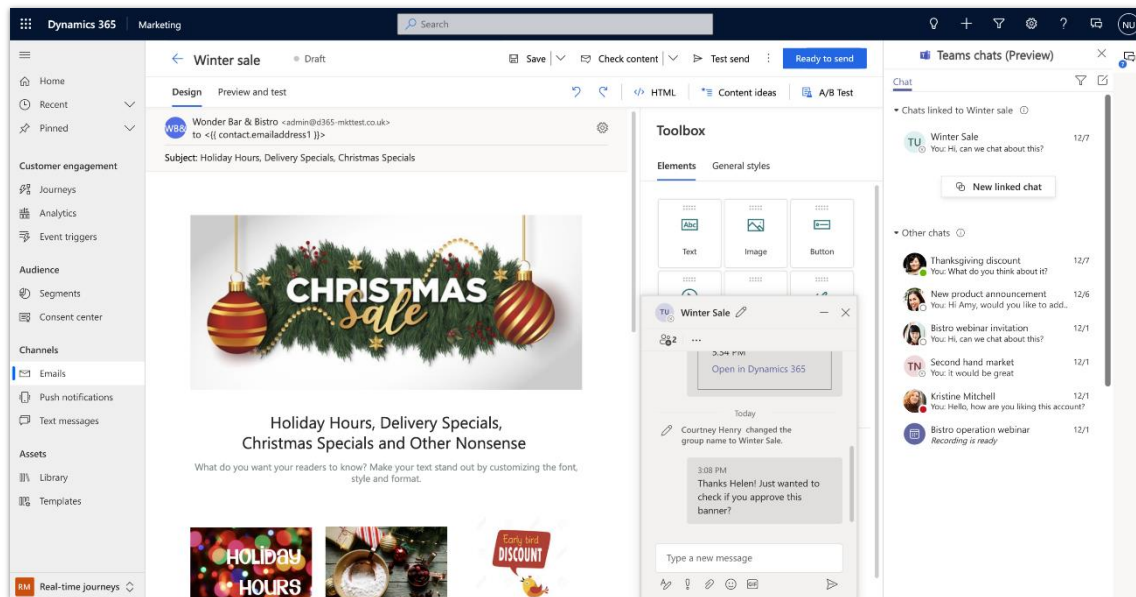 Dynamics 365
Marketing
Search
NU
Home
Recent
Pinned
Customer engagement
Journeys
Analytics
Event triggers
Audience
Segments
Consent center
Channels
Emails
Push notifications
Text messages
Assets
Library
Templates
RM Real-time journeys
Winter sale
Draft
Save
Check content
Test send
Ready to send
Design
Preview and test
HTML
Content ideas
A/B Test
WB&
Wonder Bar & Bistro <admin@d365-mkttest.co.uk>
to <{{ contact.emailaddress1 }}>
Subject: Holiday Hours, Delivery Specials, Christmas Specials
CHRISTMAS
Sale
Holiday Hours, Delivery Specials,
Christmas Specials and Other Nonsense
What do you want your readers to know? Make your text stand out by customizing the font,
style and format.
HOLIDAY
HOURS
Early bird
DISCOUNT
Toolbox
Elements
General styles
Abc
Text
Image
Button
TU Winter Sale
2
3:34 PM
Open in Dynamics 365
Today
Courtney Henry changed the
group name to Winter Sale.
3:08 PM
Thanks Helen! Just wanted to
check if you approve this
banner?
Type a new message
GIF
Teams chats (Preview)
Chat
Chats linked to Winter sale
TU
Winter Sale 12/7
You: Hi, can we chat about this?
New linked chat
Other chats
Thanksgiving discount 12/7
You: What do you think about it?
New product announcement 12/6
You: Hi Amy, would you like to add..
Bistro webinar invitation 12/1
You: Hi, can we chat about this?
TN
Second hand market 12/1
You: It would be great
Kristine Mitchell 12/1
You: Hello, how are you liking this account?
Bistro operation webinar 12/1
Recording is ready